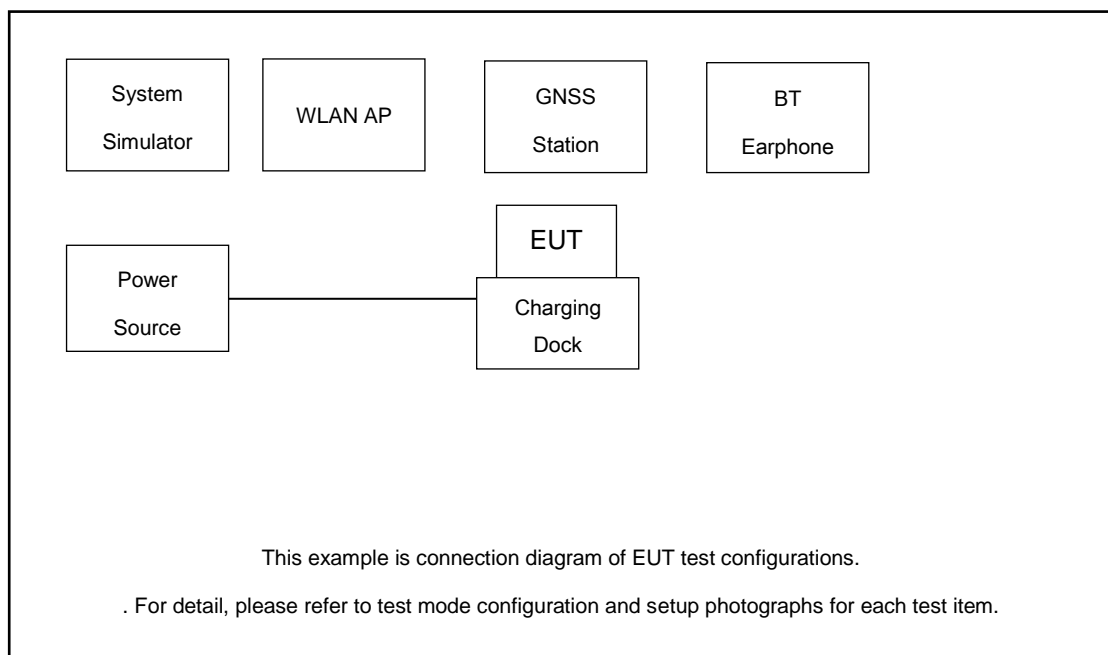 System
Simulator
WLAN AP
GNSS
Station
BT
Earphone
EUT
Power
Source
Charging
Dock
This example is connection diagram of EUT test configurations.
. For detail, please refer to test mode configuration and setup photographs for each test item.